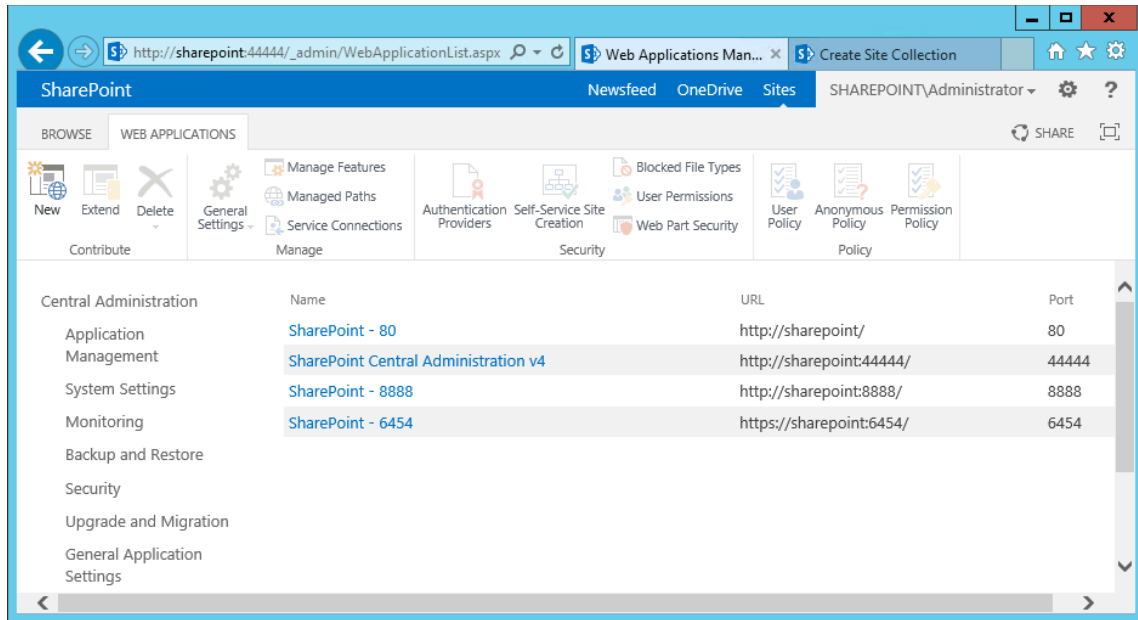 http://sharepoint:44444/_admin/WebApplicationList.aspx
Web Applications Man...
Create Site Collection
SharePoint
Newsfeed OneDrive Sites
SHAREPOINT\Administrator
?
BROWSE WEB APPLICATIONS
SHARE
New
Extend
Delete
Contribute
General
Settings
Manage Features
Managed Paths
Service Connections
Manage
Authentication
Providers
Self-Service Site
Creation
Blocked File Types
User Permissions
Web Part Security
Security
User
Policy
Anonymous
Policy
Permission
Policy
Policy
Central Administration
Application
Management
System Settings
Monitoring
Backup and Restore
Security
Upgrade and Migration
General Application
Settings
Name URL Port
SharePoint - 80 http://sharepoint/ 80
SharePoint Central Administration v4 http://sharepoint:44444/ 44444
SharePoint - 8888 http://sharepoint:8888/ 8888
SharePoint - 6454 https://sharepoint:6454/ 6454